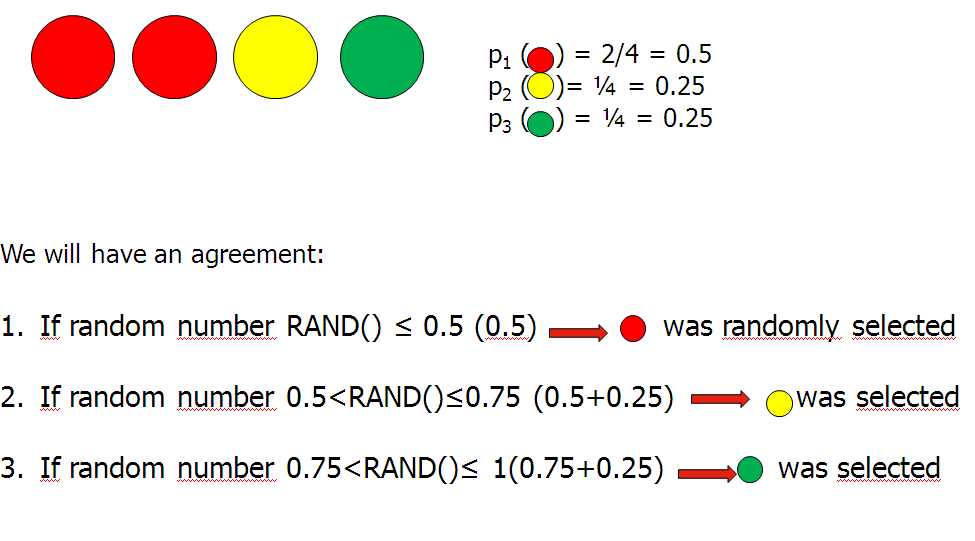 p₁ ( ) = 2/4 = 0.5
p₂ ( )= ¼ = 0.25
p₃ ( ) = ¼ = 0.25
We will have an agreement:
1. If random number RAND() ≤ 0.5 (0.5) was randomly selected
2. If random number 0.5<RAND()≤0.75 (0.5+0.25) was selected
3. If random number 0.75<RAND()≤ 1(0.75+0.25) was selected